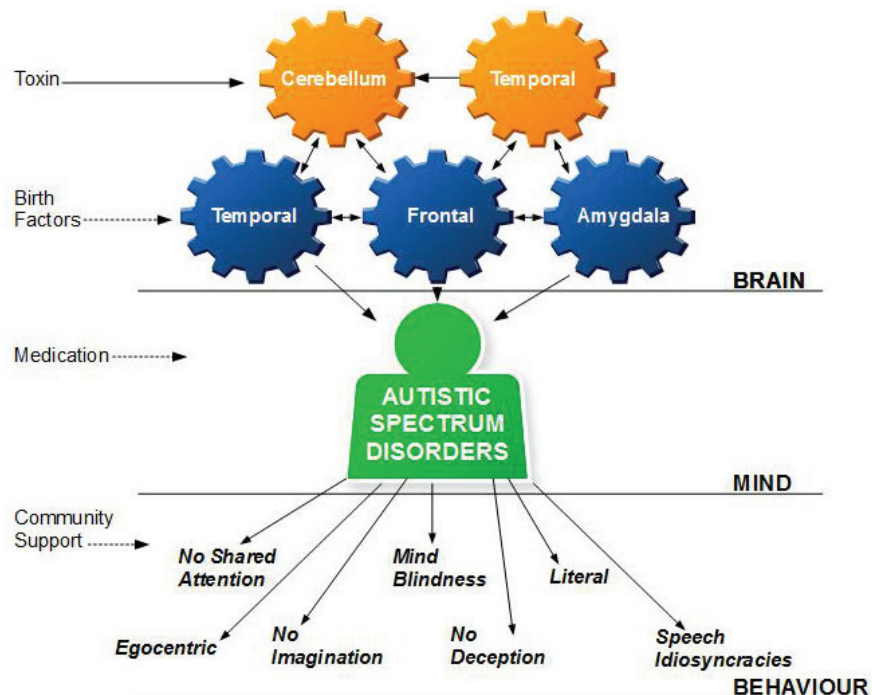 Toxin
Cerebellum
Temporal
Birth
Factors
Temporal
Frontal
Amygdala
BRAIN
Medication
AUTISTIC
SPECTRUM
DISORDERS
MIND
Community
Support
No Shared
Attention
Mind
Blindness
Literal
Egocentric
No
Imagination
No
Deception
Speech
Idiosyncracies
BEHAVIOUR